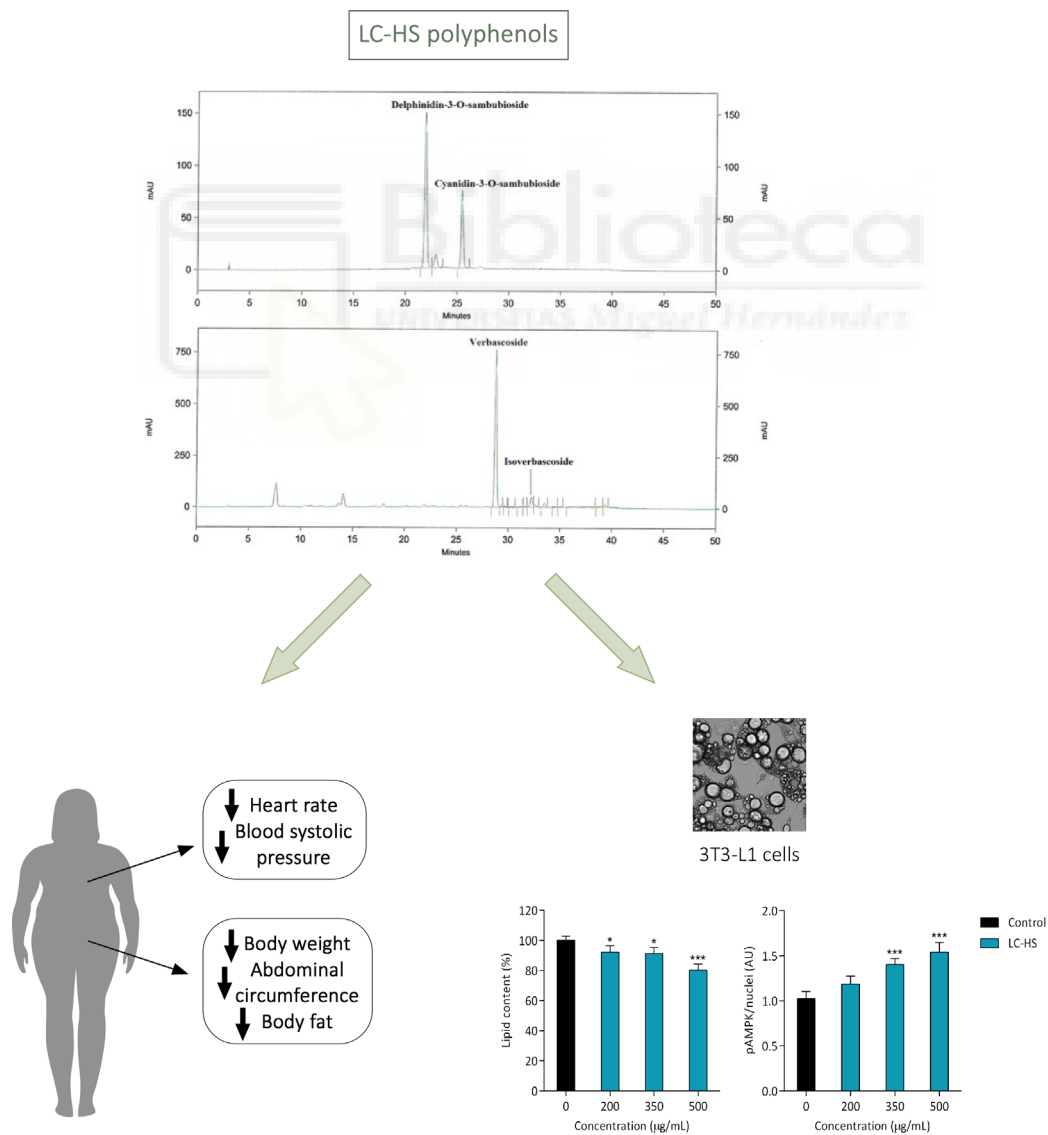 LC-HS polyphenols
Delphinidin-3-O-sambubioside
Cyanidin-3-O-sambubioside
150
100
50
0
mAU
150
100
50
0
mAU
0 5 10 15 20 25 30 35 40 45 50
Minutes
Biblioteca
UNIVERSITAS Miguel Hernández
Verbascoside
Isoverbascoside
750
500
250
0
mAU
750
500
250
0
mAU
0 5 10 15 20 25 30 35 40 45 50
Minutes
Heart rate
Blood systolic
pressure
Body weight
Abdominal
circumference
Body fat
3T3-L1 cells
Lipid content (%)
120
100
80
60
40
20
0
* * ***
0 200 350 500
Concentration (µg/mL)
pAMPK/nuclei (AU)
2.0
1.5
1.0
0.5
0.0
*** ***
0 200 350 500
Concentration (µg/mL)
Control
LC-HS